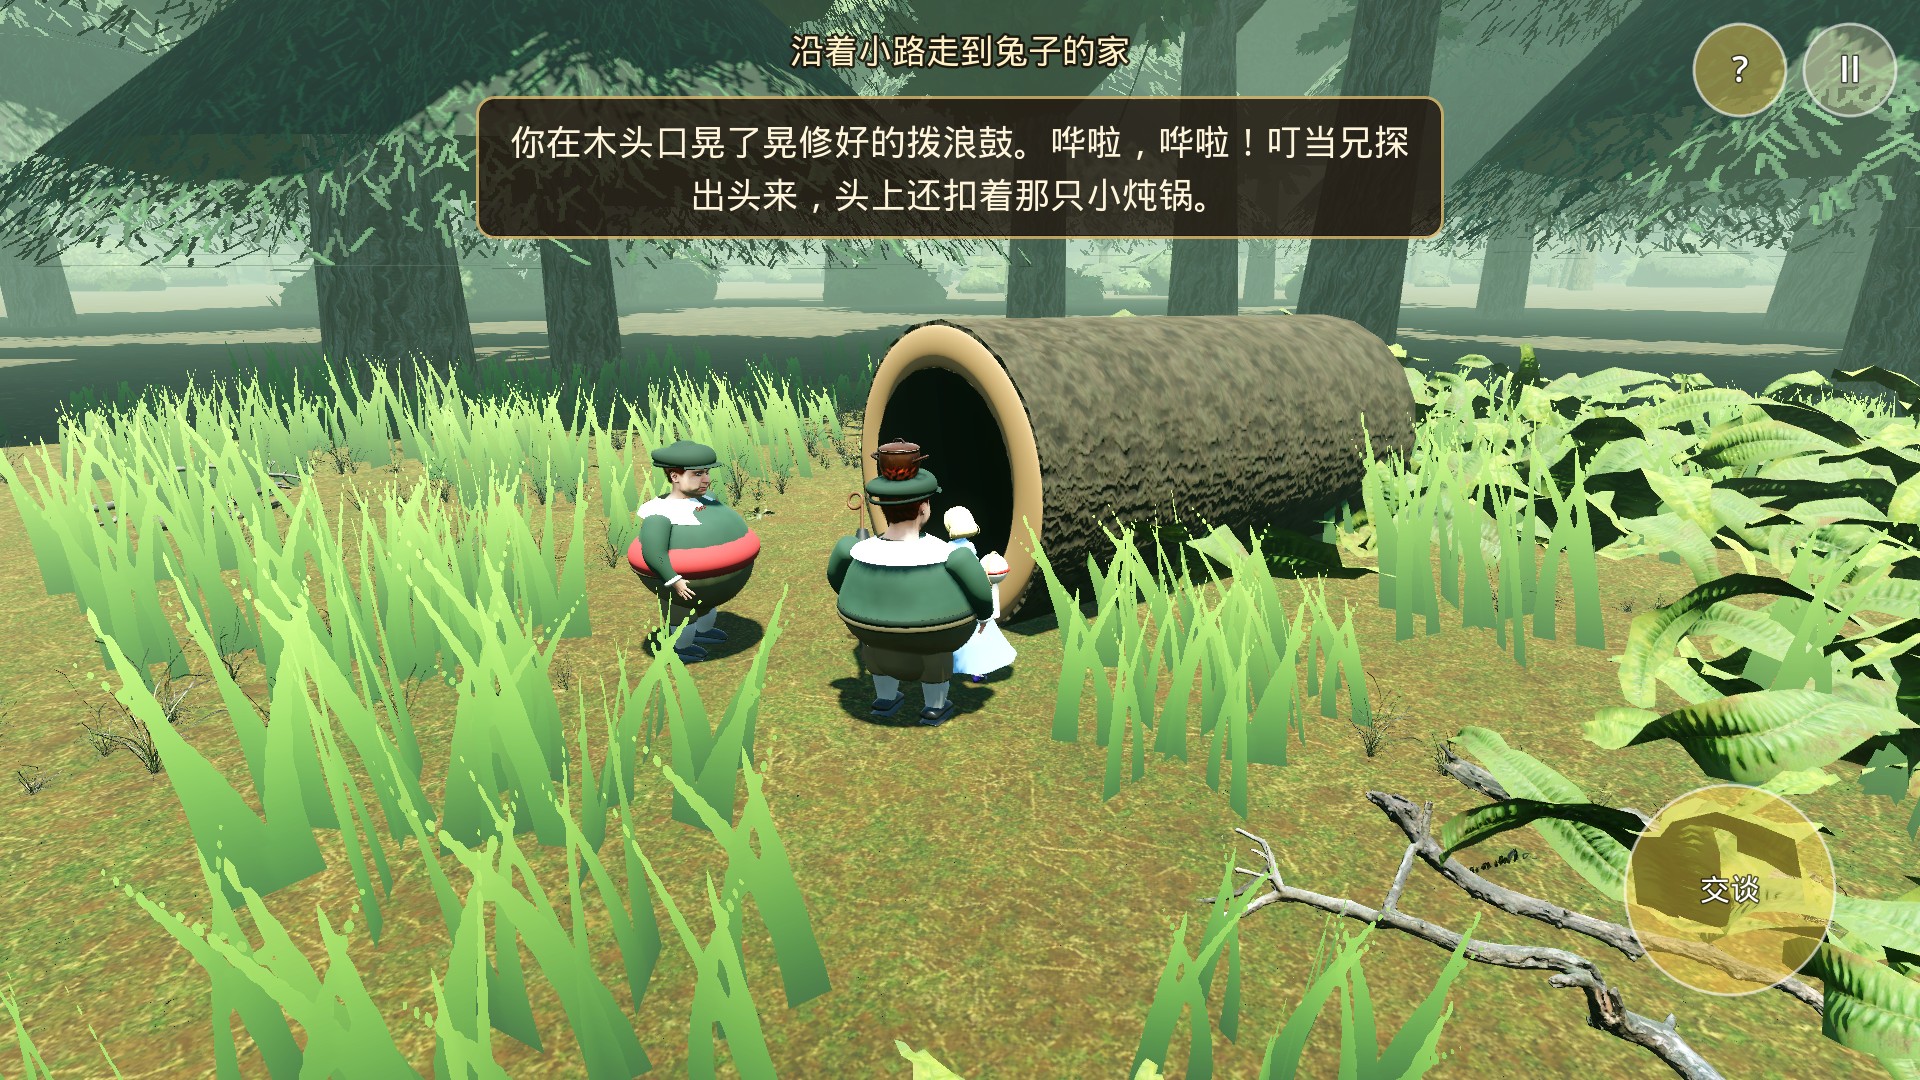 沿着小路走到兔子的家
?
你在木头口晃了晃修好的拨浪鼓。哗啦，哗啦！叮当兄探
出头来，头上还扣着那只小炖锅。
交谈